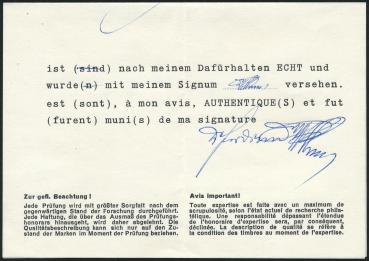 ist (sind) nach meinem Dafürhalten ECHT und
wurde(n) mit meinem Signum versehen.
est (sont), à mon avis, AUTHENTIQUE(S) et fut
(furent) muni(s) de ma signature
Zur gefl. Beachtung!
Jede Prüfung wird mit größter Sorgfalt nach dem
gegenwärtigen Stand der Forschung durchgeführt.
Jede Haftung, die über das Ausmaß des Prüfungs-
honorars hinausgeht, wird daher abgelehnt. Die
Qualitätsbeschreibung kann sich nur auf den Zu-
stand der Marken im Moment der Prüfung beziehen.
Avis important!
Toute expertise est faite avec un maximum de
scrupulosité, selon l'état actuel de recherche phila-
télique. Une responsabilité dépassant l'étendue
de l'honoraire d'expertise sera, par conséquent,
déclinée. La description de qualité se réfère à
la condition des timbres au moment de l'expertise.